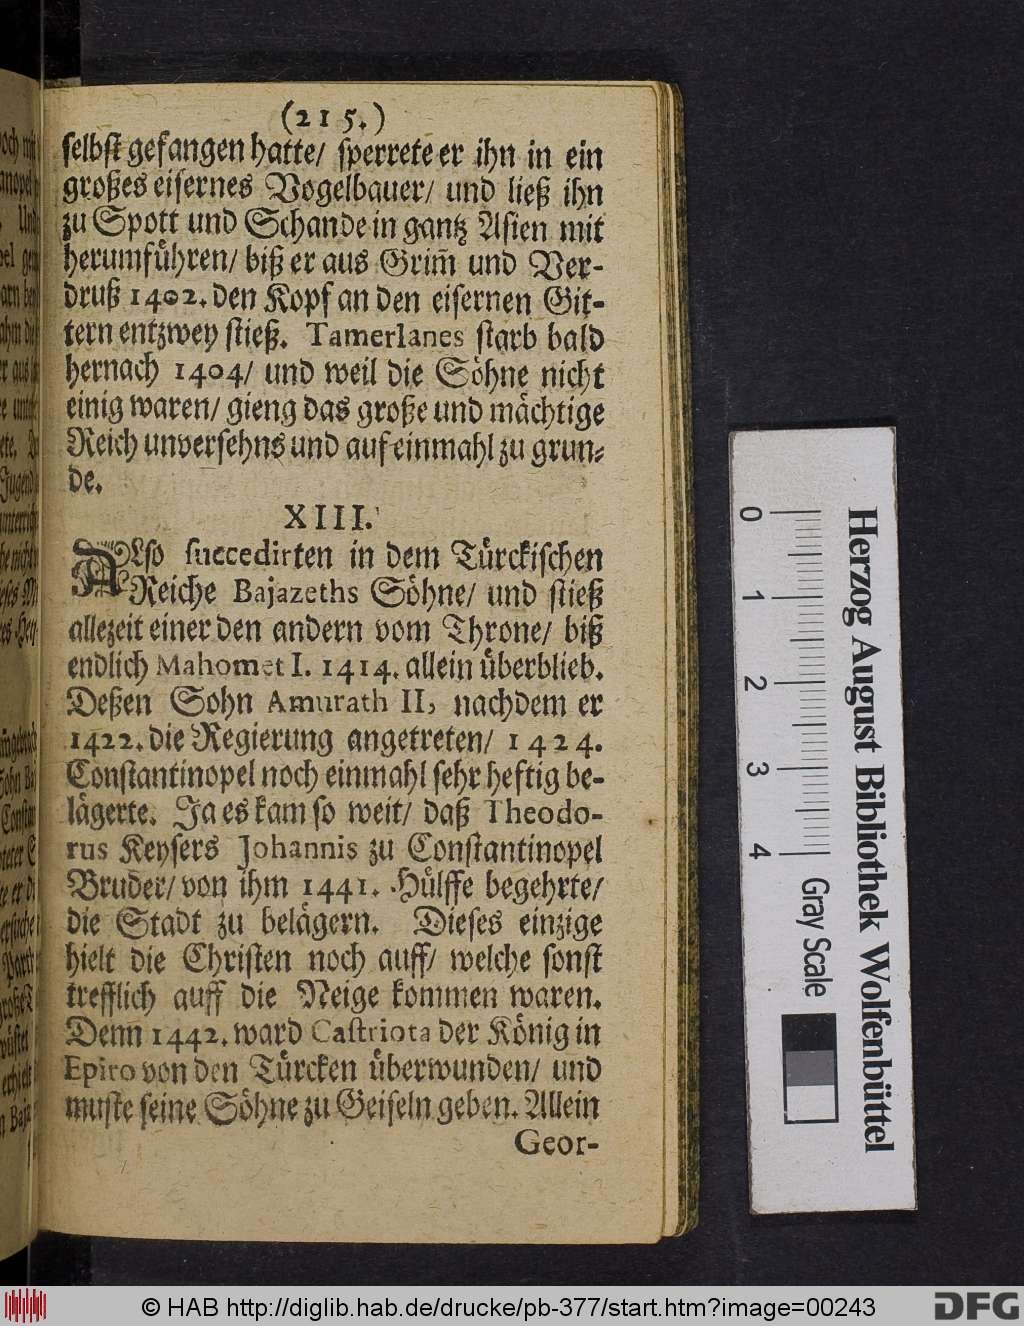 (215.)
selbst gefangen hatte/ sperrete er ihn in ein
großes eisernes Vogelbauer/ und ließ ihn
zu Spott und Schande in gantz Asien mit
herumführen/ biß er aus Grim̃ und Ver-
druß 1402. den Kopf an den eisernen Git-
tern entzwey stieß. Tamerlanes starb bald
hernach 1404/ und weil die Söhne nicht
einig waren/ gieng das große und mächtige
Reich unversehns und auf einmahl zu grun-
de.
XIII.
Also succedirten in dem Türckischen
Reiche Bajazeths Söhne/ und stieß
allezeit einer den andern vom Throne/ biß
endlich Mahomet I. 1414. allein überblieb.
Deßen Sohn Amurath II, nachdem er
1422. die Regierung angetreten/ 1424.
Constantinopel noch einmahl sehr heftig be-
lägerte. Ja es kam so weit/ daß Theodo-
rus Keysers Johannis zu Constantinopel
Bruder/ von ihm 1441. Hülffe begehrte/
die Stadt zu belägern. Dieses einzige
hielt die Christen noch auff/ welche sonst
trefflich auff die Neige kommen waren.
Denn 1442. ward Castriota der König in
Epiro von den Türcken überwunden/ und
muste seine Söhne zu Geiseln geben. Allein
Geor-
0 1 2 3 4 Gray Scale
Herzog August Bibliothek Wolfenbüttel
© HAB http://diglib.hab.de/drucke/pb-377/start.htm?image=00243
DFG